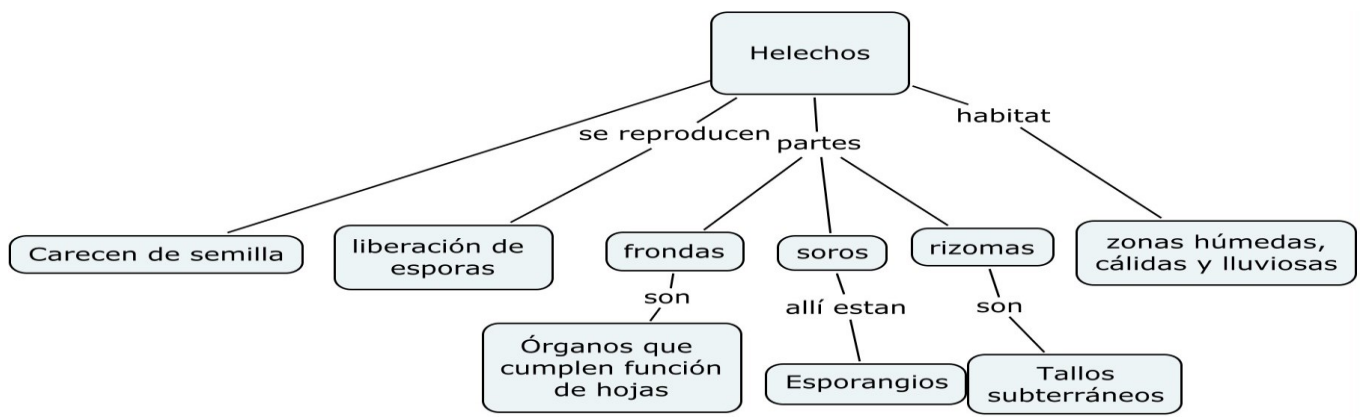 Helechos
se reproducen
partes
habitat
Carecen de semilla
liberación de
esporas
frondas
soros
rizomas
zonas húmedas,
cálidas y lluviosas
son
allí estan
son
Órganos que
cumplen función
de hojas
Esporangios
Tallos
subterráneos